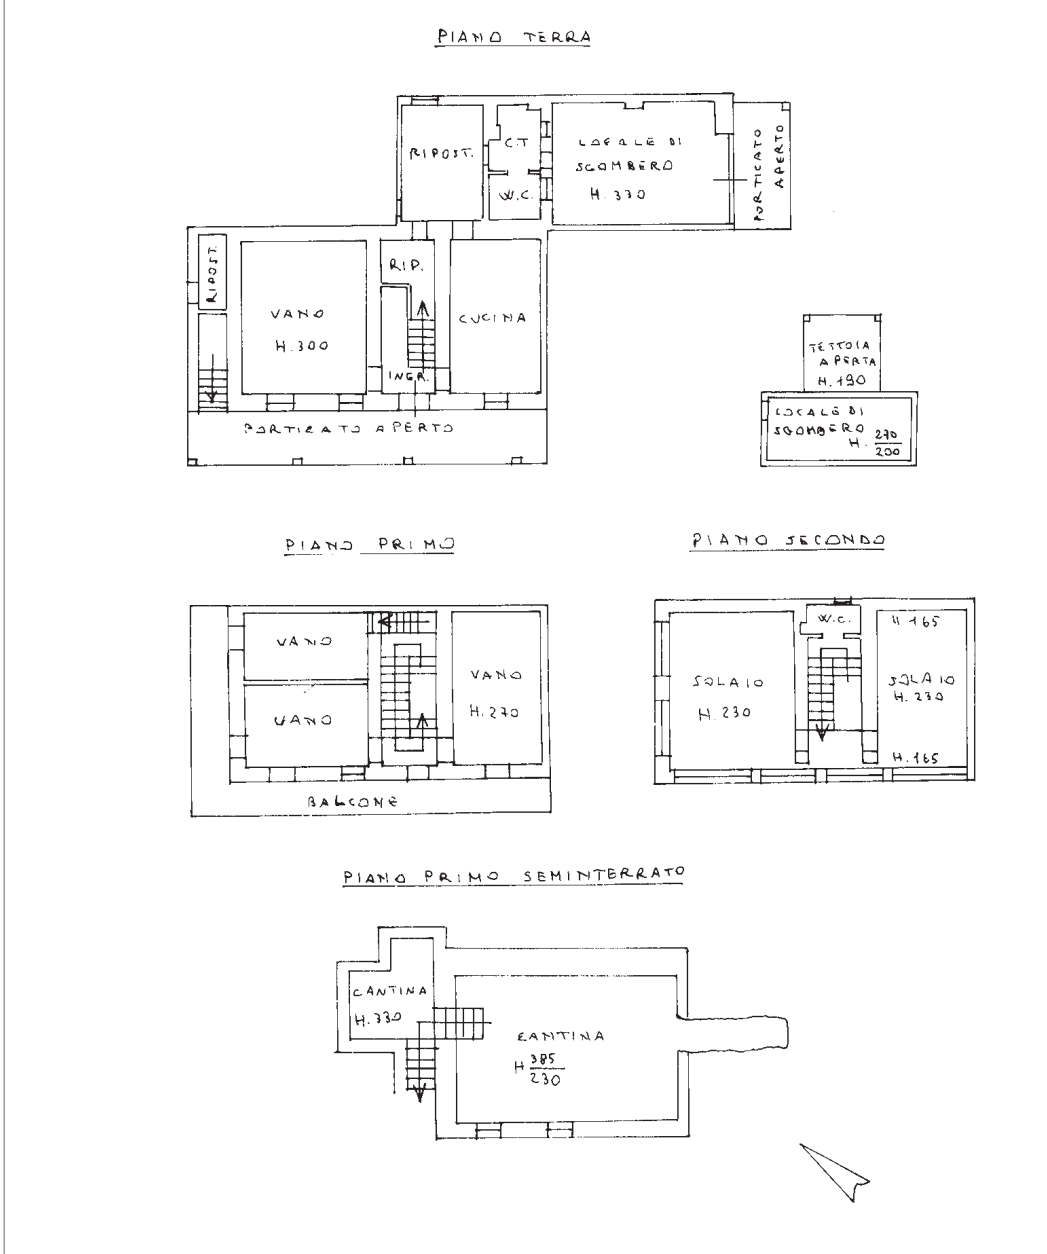 PIANO TERRA
RIPOST.
C.T
W.C.
LOCALE DI
SGOMBERO
H. 330
PORTICATO
APERTO
RIPOST.
VANO
H. 300
RIP.
INGR.
CUCINA
PORTICATO APERTO
TETTOIA
APERTA
H. 190
LOCALE DI
SGOMBERO
H. 270
200
PIANO PRIMO
VANO
VANO
VANO
H. 270
BALCONE
PIANO SECONDO
W.C.
SOLAIO
H. 230
H 165
SOLAIO
H. 230
H. 165
PIANO PRIMO SEMINTERRATO
CANTINA
H. 330
CANTINA
H 385
230